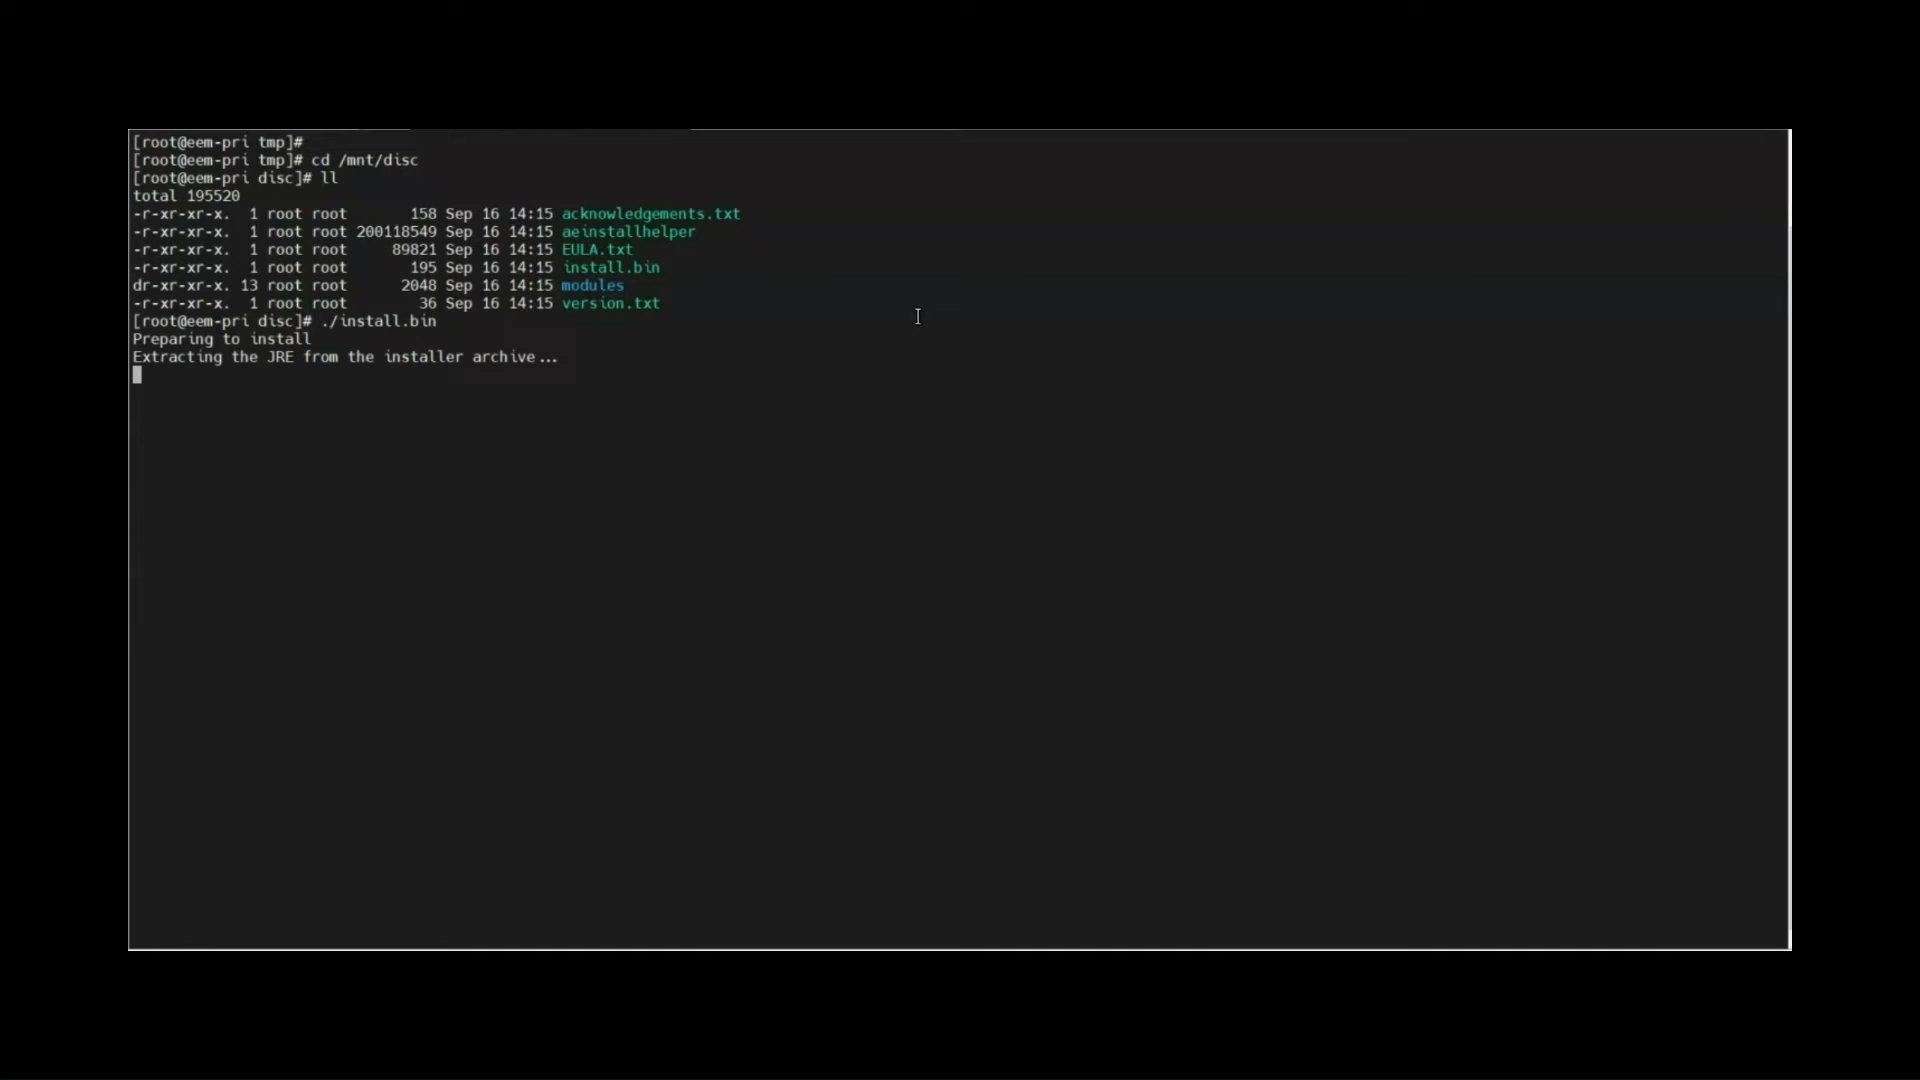 [root@eem-pri tmp]#
[root@eem-pri tmp]# cd /mnt/disc
[root@eem-pri disc]# ll
total 195520
-r-xr-xr-x.  1 root root       158 Sep 16 14:15 acknowledgements.txt
-r-xr-xr-x.  1 root root 200118549 Sep 16 14:15 aeinstallhelper
-r-xr-xr-x.  1 root root     89821 Sep 16 14:15 EULA.txt
-r-xr-xr-x.  1 root root       195 Sep 16 14:15 install.bin
dr-xr-xr-x. 13 root root      2048 Sep 16 14:15 modules
-r-xr-xr-x.  1 root root        36 Sep 16 14:15 version.txt
[root@eem-pri disc]# ./install.bin
Preparing to install
Extracting the JRE from the installer archive...